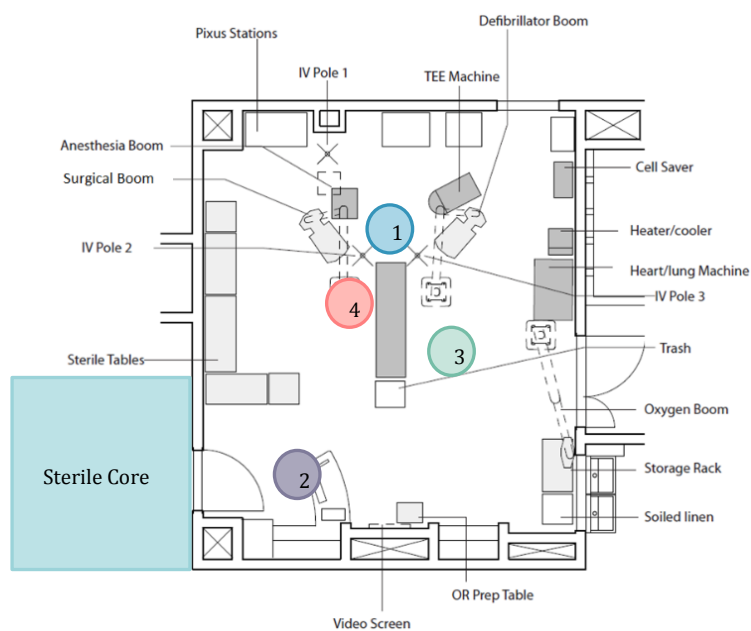 Defibrillator Boom
Pixus Stations
IV Pole 1
TEE Machine
Anesthesia Boom
Cell Saver
Surgical Boom
1
Heater/cooler
IV Pole 2
Heart/lung Machine
IV Pole 3
4
3
Trash
Sterile Tables
Oxygen Boom
Storage Rack
Sterile Core
2
Soiled linen
OR Prep Table
Video Screen